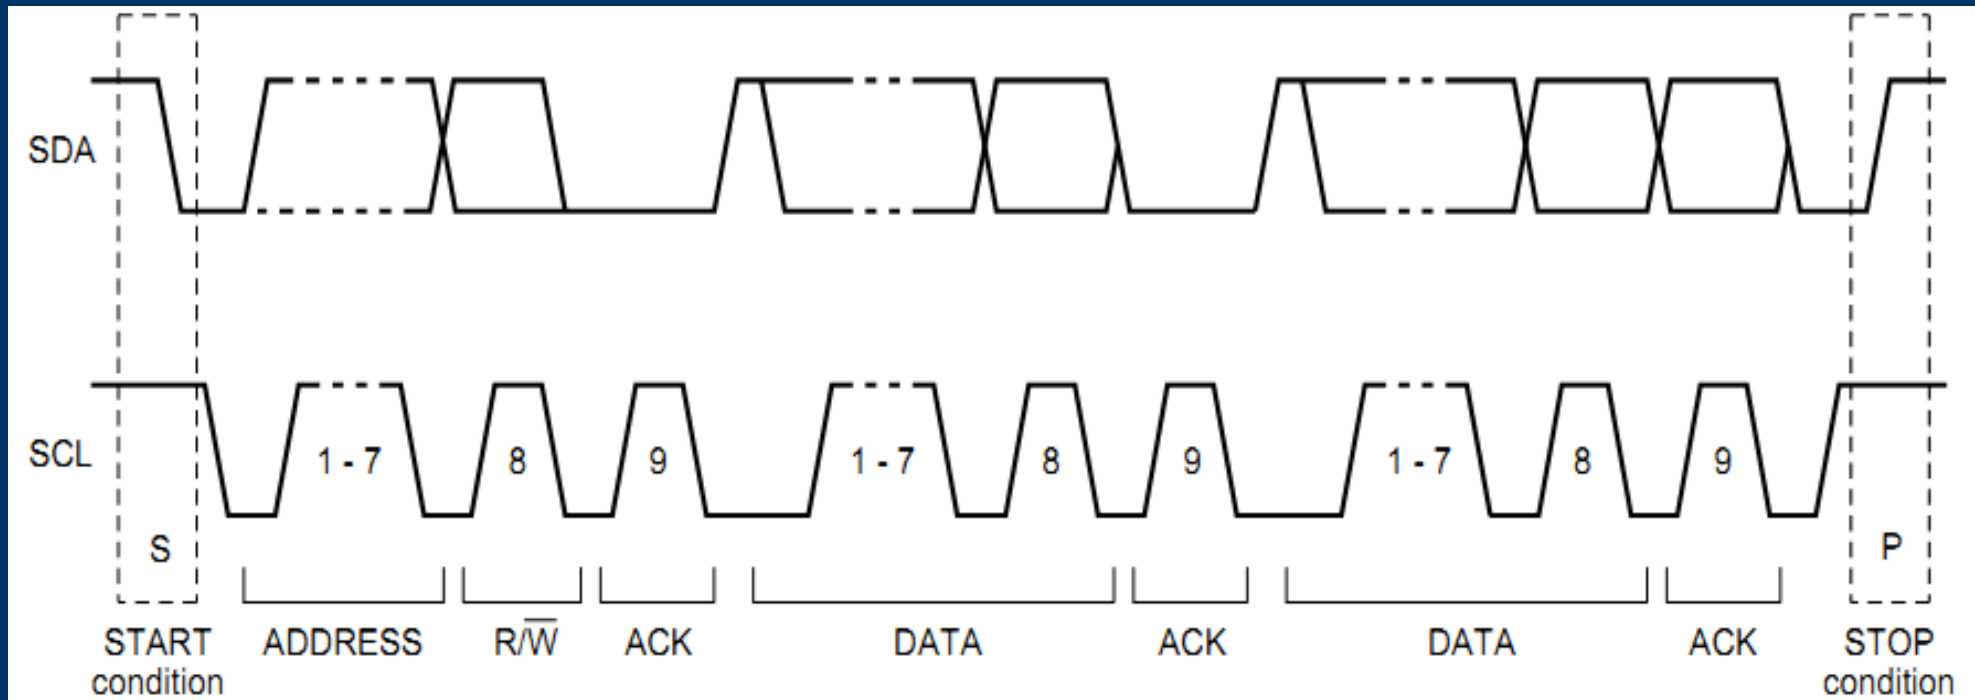 SDA
SCL
1 - 7 8 9 1 - 7 8 9 1 - 7 8 9
S P
START ADDRESS R/W̅ ACK DATA ACK DATA ACK STOP
condition condition